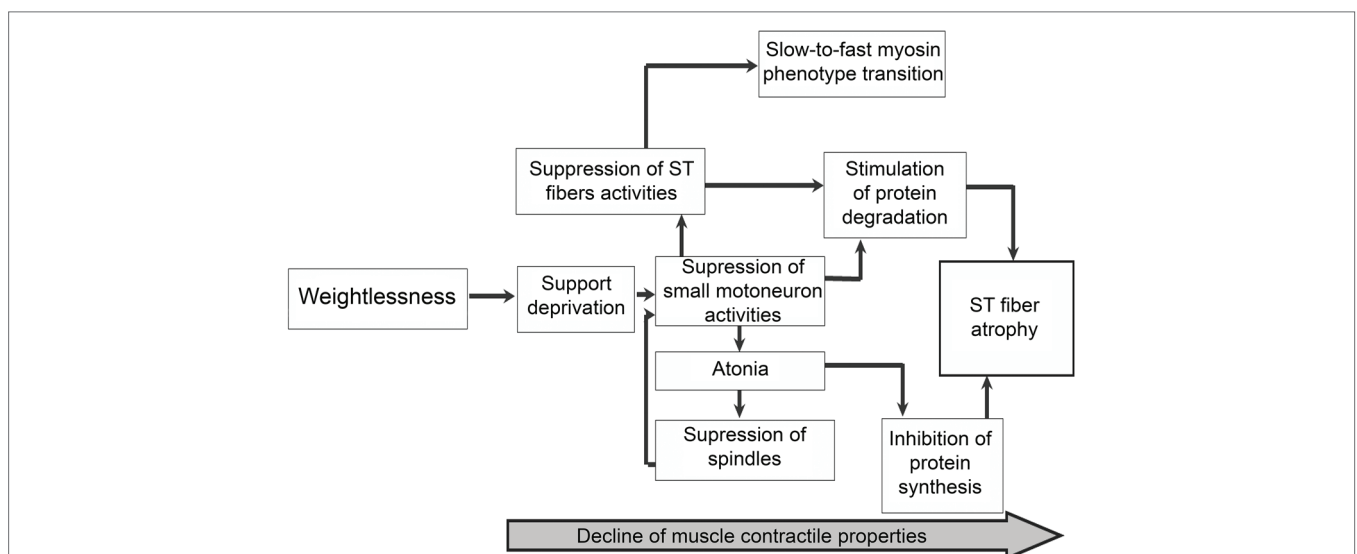 Slow-to-fast myosin
phenotype transition
Suppression of ST
fibers activities
Stimulation
of protein
degradation
Weightlessness
Support
deprivation
Supression of
small motoneuron
activities
ST fiber
atrophy
Atonia
Supression of
spindles
Inhibition of
protein
synthesis
Decline of muscle contractile properties